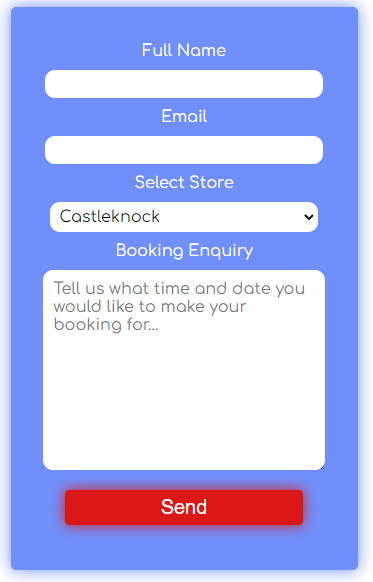 Full Name
Email
Select Store
Castleknock
Booking Enquiry
Tell us what time and date you
would like to make your
booking for...
Send